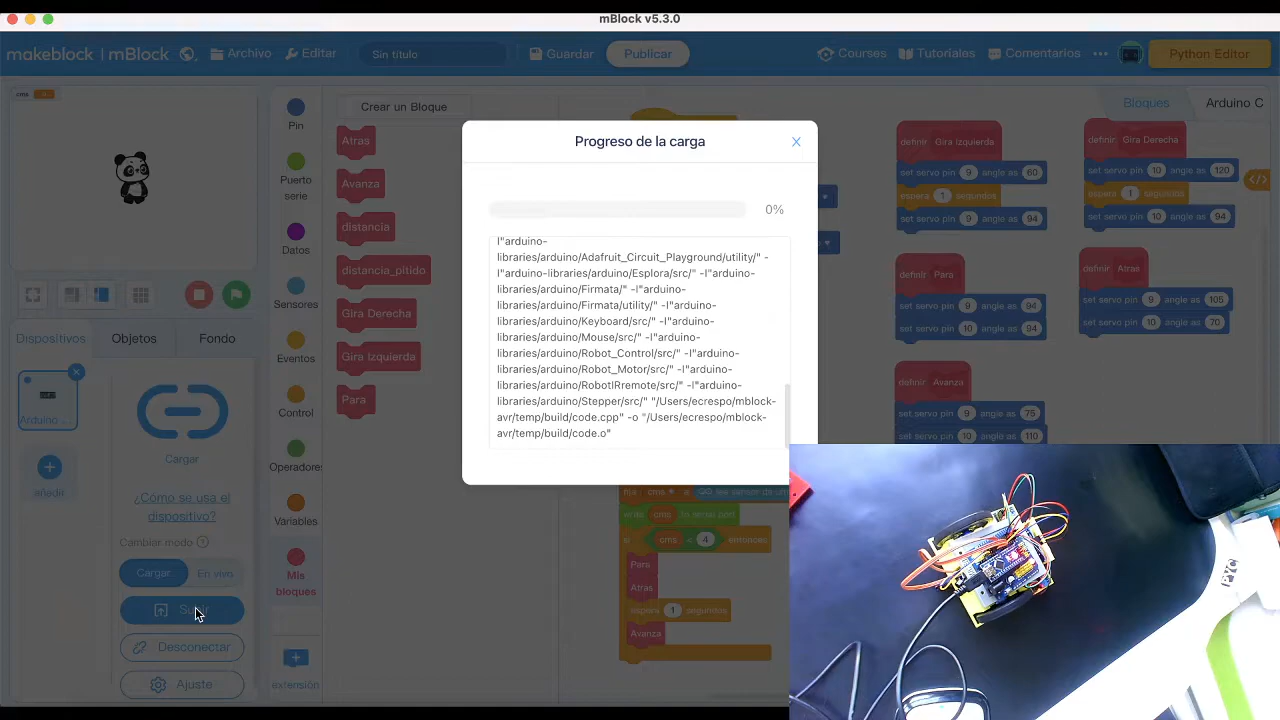 mBlock v5.3.0
makeblock | mBlock
Archivo
Editar
Sin título
Guardar
Publicar
Courses
Tutoriales
Comentarios
Python Editor
cms
Pin
Puerto
serie
Datos
Sensores
Eventos
Control
Operadores
Variables
Mis
bloques
extensión
Crear un Bloque
Atras
Avanza
distancia
distancia_pitido
Gira Derecha
Gira Izquierda
Para
Dispositivos
Objetos
Fondo
Arduino
añadir
Cargar
¿Cómo se usa el
dispositivo?
Cambiar modo ?
Cargar
En vivo
Desconectar
Ajuste
Progreso de la carga
0%
I"arduino-
libraries/arduino/Adafruit_Circuit_Playground/utility/" -
I"arduino-libraries/arduino/Esplora/src/" -I"arduino-
libraries/arduino/Firmata/" -I"arduino-
libraries/arduino/Firmata/utility/" -I"arduino-
libraries/arduino/Keyboard/src/" -I"arduino-
libraries/arduino/Mouse/src/" -I"arduino-
libraries/arduino/Robot_Control/src/" -I"arduino-
libraries/arduino/Robot_Motor/src/" -I"arduino-
libraries/arduino/RobotIRremote/src/" -I"arduino-
libraries/arduino/Stepper/src/" "/Users/ecrespo/mblock-
avr/temp/build/code.cpp" -o "/Users/ecrespo/mblock-
avr/temp/build/code.o"
Bloques
Arduino C
definir Gira Izquierda
set servo pin 9 angle as 60
espera 1 segundos
set servo pin 9 angle as 94
definir Gira Derecha
set servo pin 10 angle as 120
espera 1 segundos
set servo pin 10 angle as 94
definir Para
set servo pin 9 angle as 94
set servo pin 10 angle as 94
definir Atras
set servo pin 9 angle as 105
set servo pin 10 angle as 70
definir Avanza
set servo pin 9 angle as 75
set servo pin 10 angle as 110
cms
write cms to serial port
si cms < 4 entonces
Para
Atras
espera 1 segundos
Avanza